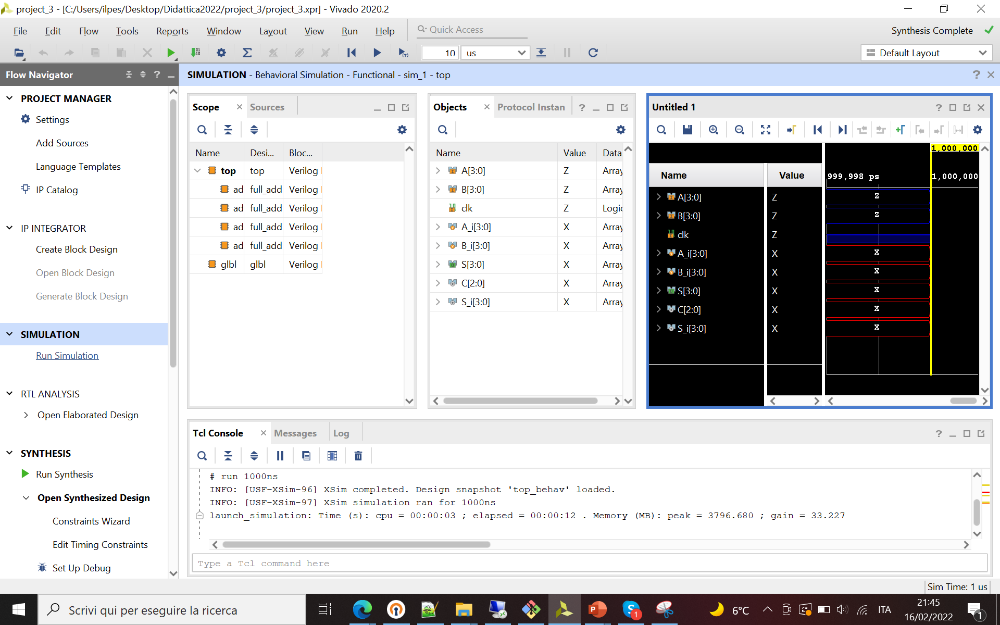 project_3 - [C:/Users/ilpes/Desktop/Didattica2022/project_3/project_3.xpr] - Vivado 2020.2
File Edit Flow Tools Reports Window Layout View Run Help Quick Access Synthesis Complete
10 us Default Layout
Flow Navigator
SIMULATION - Behavioral Simulation - Functional - sim_1 - top
PROJECT MANAGER
Settings
Add Sources
Language Templates
IP Catalog
IP INTEGRATOR
Create Block Design
Open Block Design
Generate Block Design
SIMULATION
Run Simulation
RTL ANALYSIS
Open Elaborated Design
SYNTHESIS
Run Synthesis
Open Synthesized Design
Constraints Wizard
Edit Timing Constraints
Set Up Debug
Scope Sources
Name Desi... Bloc...
top top Verilog
ad full_add Verilog
ad full_add Verilog
ad full_add Verilog
ad full_add Verilog
glbl glbl Verilog
Objects Protocol Instan
Name Value Data
A[3:0] Z Array
B[3:0] Z Array
clk Z Logic
A_i[3:0] X Array
B_i[3:0] X Array
S[3:0] X Array
C[2:0] X Array
S_i[3:0] X Array
Untitled 1
1,000,000
Name Value 999,998 ps 1,000,000
A[3:0] Z Z
B[3:0] Z Z
clk Z
A_i[3:0] X X
B_i[3:0] X X
S[3:0] X X
C[2:0] X X
S_i[3:0] X X
Tcl Console Messages Log
# run 1000ns
INFO: [USF-XSim-96] XSim completed. Design snapshot 'top_behav' loaded.
INFO: [USF-XSim-97] XSim simulation ran for 1000ns
launch_simulation: Time (s): cpu = 00:00:03 ; elapsed = 00:00:12 . Memory (MB): peak = 3796.680 ; gain = 33.227
Type a Tcl command here
Sim Time: 1 us
Scrivi qui per eseguire la ricerca
6°C
ITA
21:45
16/02/2022
1